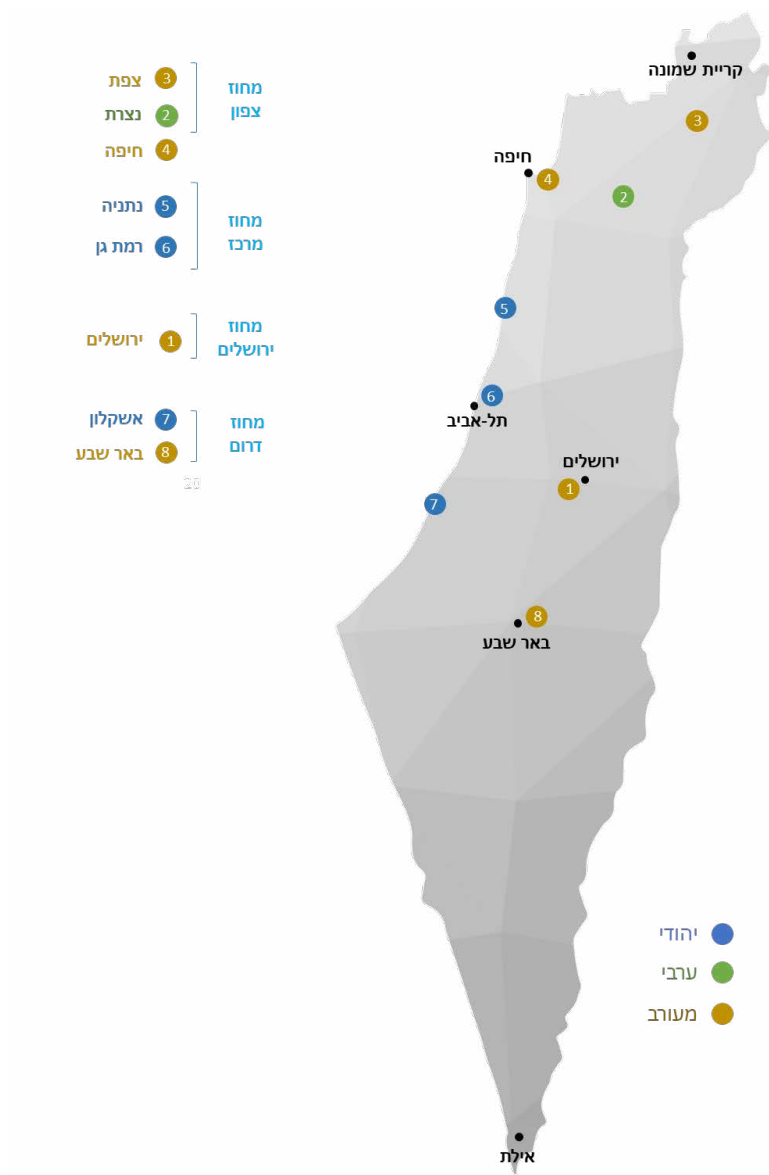 מחוז
צפון
צפת 3
נצרת 2
חיפה 4
מחוז
מרכז
נתניה 5
רמת גן 6
מחוז
ירושלים
ירושלים 1
מחוז
דרום
אשקלון 7
באר שבע 8
20
קריית שמונה
3
חיפה
4
2
5
6
תל-אביב
ירושלים
1
7
8
באר שבע
יהודי
ערבי
מעורב
אילת